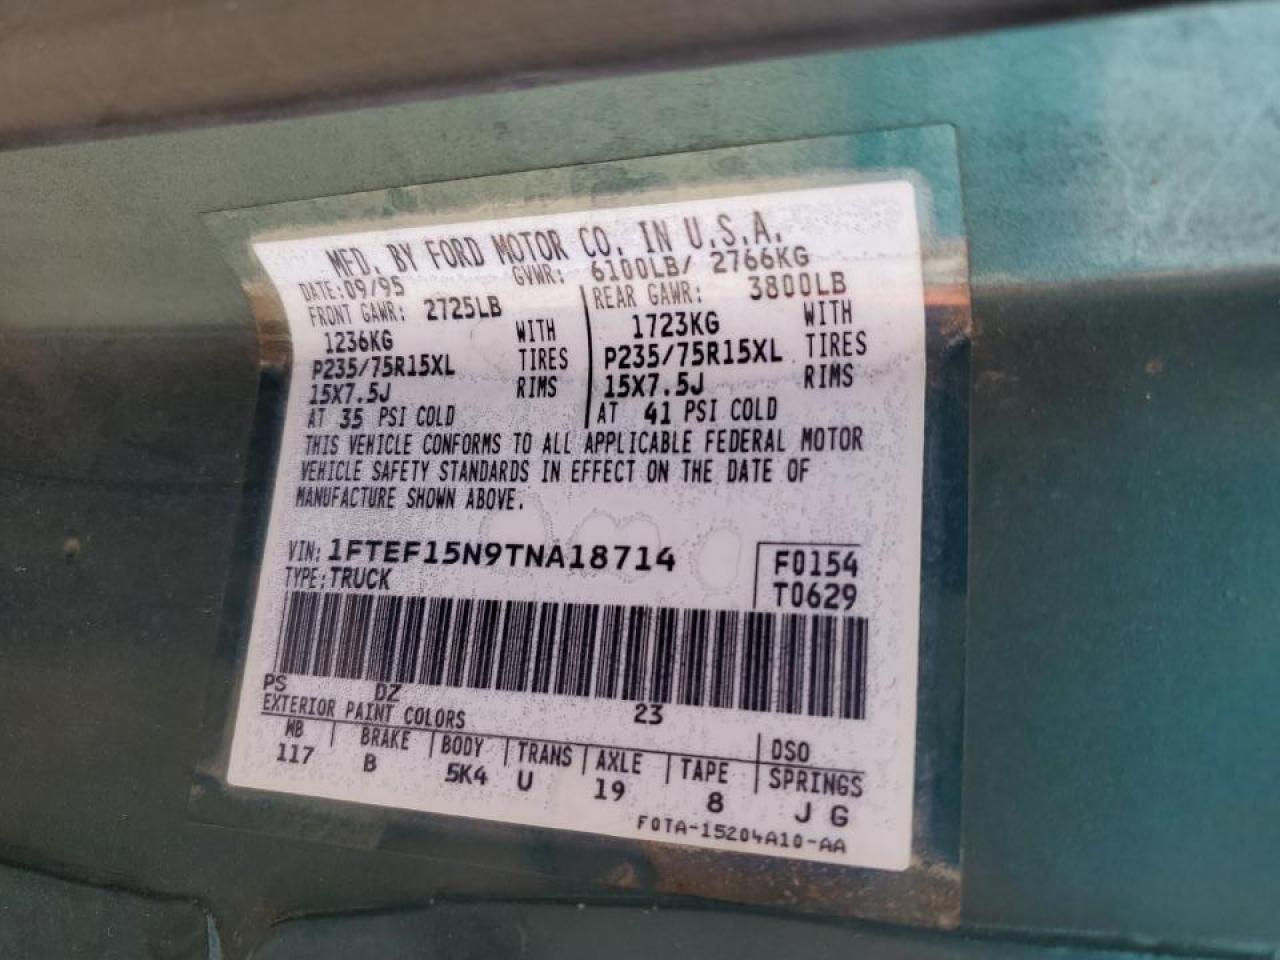 MFD. BY FORD MOTOR CO. IN U.S.A.
DATE: 09/95 GVWR: 6100LB/ 2766KG
FRONT GAWR: 2725LB REAR GAWR: 3800LB
1236KG WITH 1723KG WITH
P235/75R15XL TIRES P235/75R15XL TIRES
15X7.5J RIMS 15X7.5J RIMS
AT 35 PSI COLD AT 41 PSI COLD
THIS VEHICLE CONFORMS TO ALL APPLICABLE FEDERAL MOTOR
VEHICLE SAFETY STANDARDS IN EFFECT ON THE DATE OF
MANUFACTURE SHOWN ABOVE.
VIN: 1FTEF15N9TNA18714 F0154
TYPE: TRUCK T0629
PS DZ 23
EXTERIOR PAINT COLORS DSO
WB BRAKE BODY TRANS AXLE TAPE SPRINGS
117 B 5K4 U 19 8 J G
F0TA-15204A10-AA